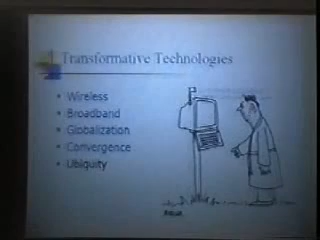 Transformative Technologies
• Wireless
• Broadband
• Globalization
• Convergence
• Ubiquity